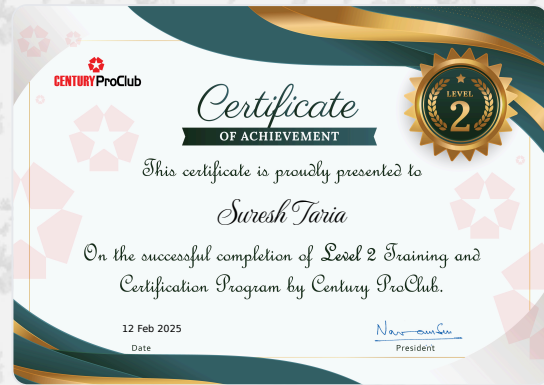 CENTURYProClub
LEVEL
2
Certificate
OF ACHIEVEMENT
This certificate is proudly presented to
Suresh Taria
On the successful completion of Level 2 Training and
Certification Program by Century ProClub.
12 Feb 2025
Date
President